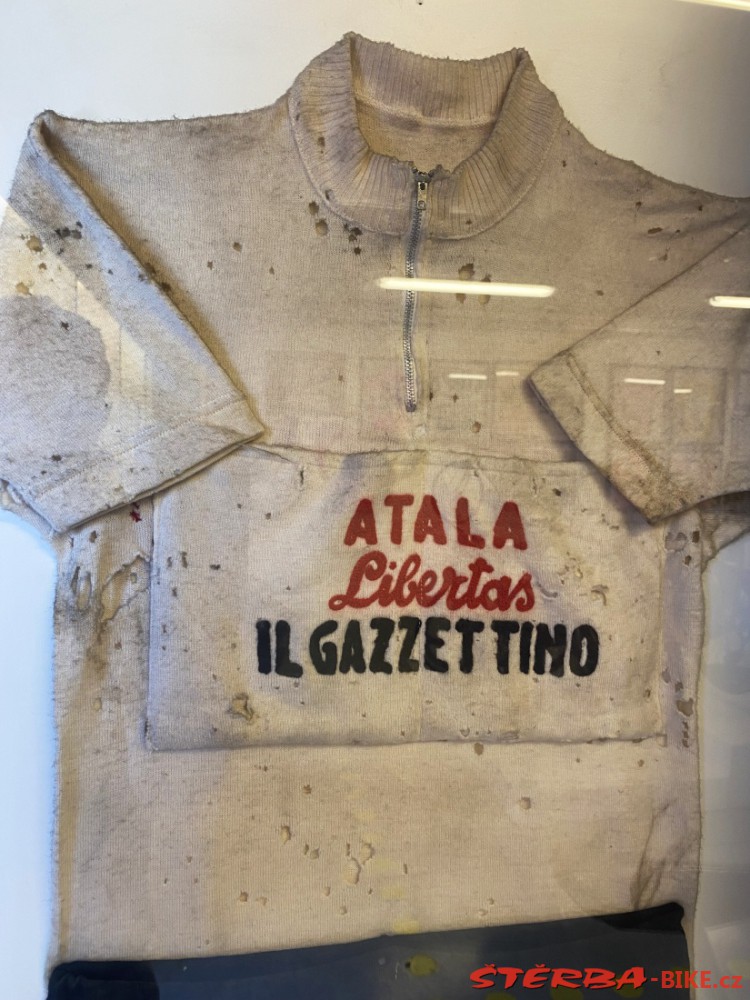 ATALA
Libertas
IL GAZZETTINO
ŠTĚRBA-BIKE.cz